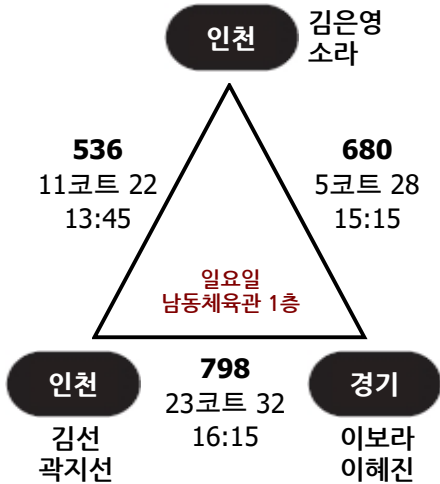 인천
김은영
소라
536
11코트 22
13:45
680
5코트 28
15:15
일요일
남동체육관 1층
인천
김선
곽지선
798
23코트 32
16:15
경기
이보라
이혜진